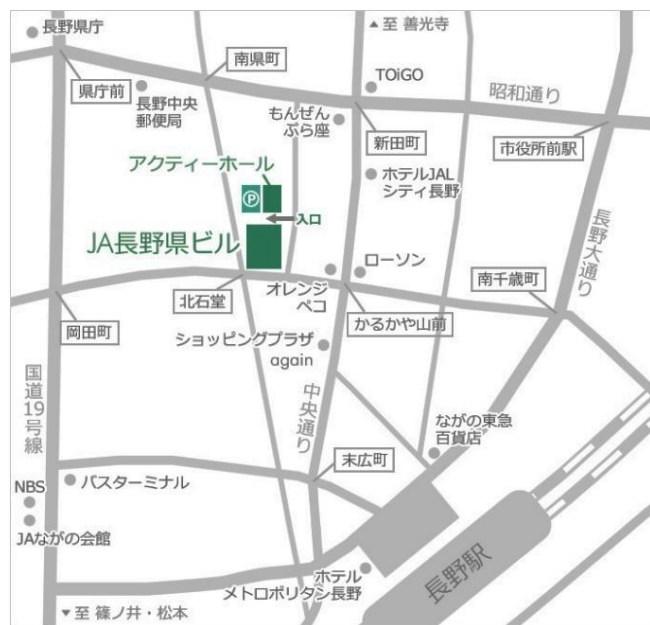 長野県庁
▲至 善光寺
南県町
TOiGO
県庁前
長野中央
郵便局
昭和通り
もんぜん
ぷら座
新田町
市役所前駅
アクティーホール
ホテルJAL
シティ長野
P
入口
JA長野県ビル
長野大通り
ローソン
南千歳町
北石堂
オレンジ
ペコ
かるかや山前
岡田町
ショッピングプラザ
again
国道19号線
中央通り
ながの東急
百貨店
末広町
NBS
バスターミナル
JAながの会館
ホテル
メトロポリタン長野
長野駅
▼至 篠ノ井・松本